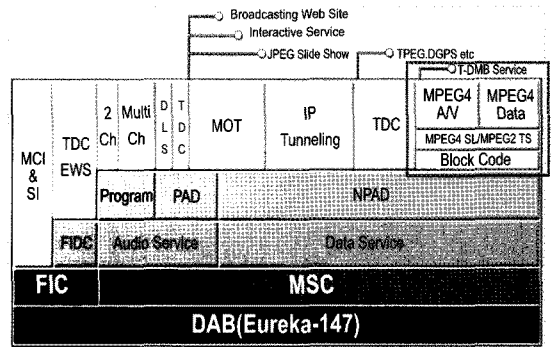 Broadcasting Web Site
Interactive Service
JPEG Slide Show
TPEG.DGPS etc
T-DMB Service
MCI & SI
TDC EWS
2 Ch
Multi Ch
DLS
TDC
MOT
IP Tunneling
TDC
MPEG4 A/V
MPEG4 Data
MPEG4 SL/MPEG2 TS
Block Code
Program
PAD
NPAD
FIDC
Audio Service
Data Service
FIC
MSC
DAB(Eureka-147)